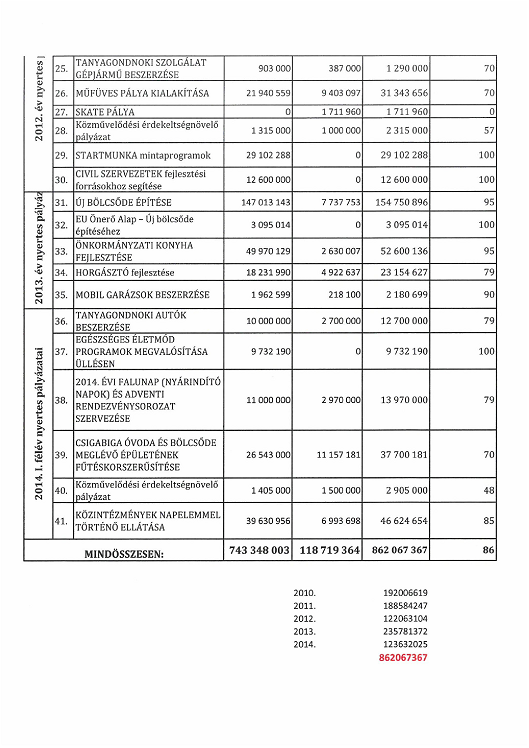 2012. év nyertes p
25. TANYAGONDNOKI SZOLGÁLAT
GÉPJÁRMŰ BESZERZÉSE 903 000 387 000 1 290 000 70
26. MŰFÜVES PÁLYA KIALAKÍTÁSA 21 940 559 9 403 097 31 343 656 70
27. SKATE PÁLYA 0 1 711 960 1 711 960 0
28. Közművelődési érdekeltségnövelő
pályázat 1 315 000 1 000 000 2 315 000 57
29. STARTMUNKA mintaprogramok 29 102 288 0 29 102 288 100
30. CIVIL SZERVEZETEK fejlesztési
forrásokhoz segítése 12 600 000 0 12 600 000 100
2013. év nyertes pályáz
31. ÚJ BÖLCSŐDE ÉPÍTÉSE 147 013 143 7 737 753 154 750 896 95
32. EU Önerő Alap – Új bölcsőde
építéséhez 3 095 014 0 3 095 014 100
33. ÖNKORMÁNYZATI KONYHA
FEJLESZTÉSE 49 970 129 2 630 007 52 600 136 95
34. HORGÁSZTÓ fejlesztése 18 231 990 4 922 637 23 154 627 79
35. MOBIL GARÁZSOK BESZERZÉSE 1 962 599 218 100 2 180 699 90
2014. I. félév nyertes pályázatai
36. TANYAGONDNOKI AUTÓK
BESZERZÉSE 10 000 000 2 700 000 12 700 000 79
37. EGÉSZSÉGES ÉLETMÓD
PROGRAMOK MEGVALÓSÍTÁSA
ÜLLÉSEN 9 732 190 0 9 732 190 100
38. 2014. ÉVI FALUNAP (NYÁRINDÍTÓ
NAPOK) ÉS ADVENTI
RENDEZVÉNYSOROZAT
SZERVEZÉSE 11 000 000 2 970 000 13 970 000 79
39. CSIGABIGA ÓVODA ÉS BÖLCSŐDE
MEGLÉVŐ ÉPÜLETÉNEK
FŰTÉSKORSZERŰSÍTÉSE 26 543 000 11 157 181 37 700 181 70
40. Közművelődési érdekeltségnövelő
pályázat 1 405 000 1 500 000 2 905 000 48
41. KÖZINTÉZMÉNYEK NAPELEMMEL
TÖRTÉNŐ ELLÁTÁSA 39 630 956 6 993 698 46 624 654 85
MINDÖSSZESEN: 743 348 003 118 719 364 862 067 367 86
2010. 192006619
2011. 188584247
2012. 122063104
2013. 235781372
2014. 123632025
862067367